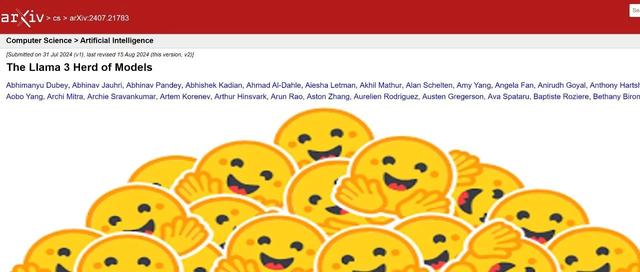 arXiv > cs > arXiv:2407.21783
Se
Computer Science > Artificial Intelligence
[Submitted on 31 Jul 2024 (v1), last revised 15 Aug 2024 (this version, v2)]
The Llama 3 Herd of Models
Abhimanyu Dubey, Abhinav Jauhri, Abhinav Pandey, Abhishek Kadian, Ahmad Al-Dahle, Aiesha Letman, Akhil Mathur, Alan Schelten, Amy Yang, Angela Fan, Anirudh Goyal, Anthony Hartsh
Aobo Yang, Archi Mitra, Archie Sravankumar, Artem Korenev, Arthur Hinsvark, Arun Rao, Aston Zhang, Aurelien Rodriguez, Austen Gregerson, Ava Spataru, Baptiste Roziere, Bethany Biron